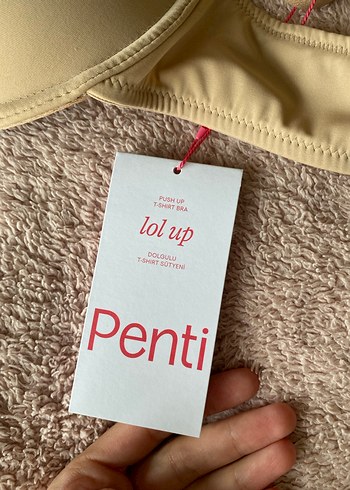 PUSH UP
T-SHIRT BRA
lol up
DOLGULU
T-SHIRT SÜTYENİ
Penti